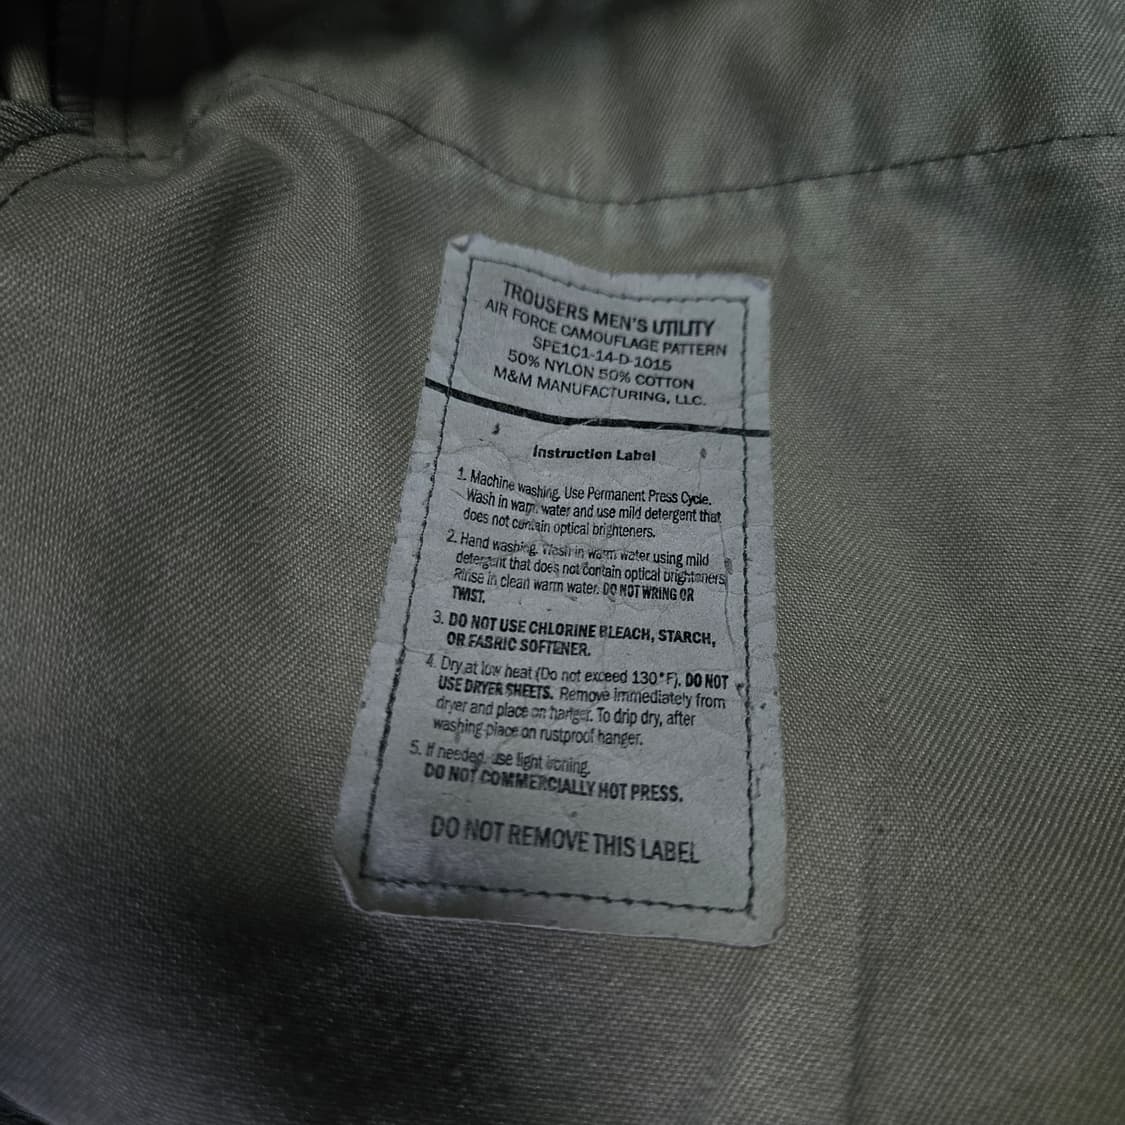 TROUSERS MEN'S UTILITY
AIR FORCE CAMOUFLAGE PATTERN
SPE1C1-14-D-1015
50% NYLON 50% COTTON
M&M MANUFACTURING, LLC.
Instruction Label
1. Machine washing. Use Permanent Press Cycle.
Wash in warm water and use mild detergent that
does not contain optical brighteners.
2. Hand washing. Wash in warm water using mild
detergent that does not contain optical brighteners.
Rinse in clean warm water. DO NOT WRING OR
TWIST.
3. DO NOT USE CHLORINE BLEACH, STARCH,
OR FABRIC SOFTENER.
4. Dry at low heat (Do not exceed 130°F). DO NOT
USE DRYER SHEETS. Remove immediately from
dryer and place on hanger. To drip dry, after
washing place on rustproof hanger.
5. If needed, use light ironing.
DO NOT COMMERCIALLY HOT PRESS.
DO NOT REMOVE THIS LABEL